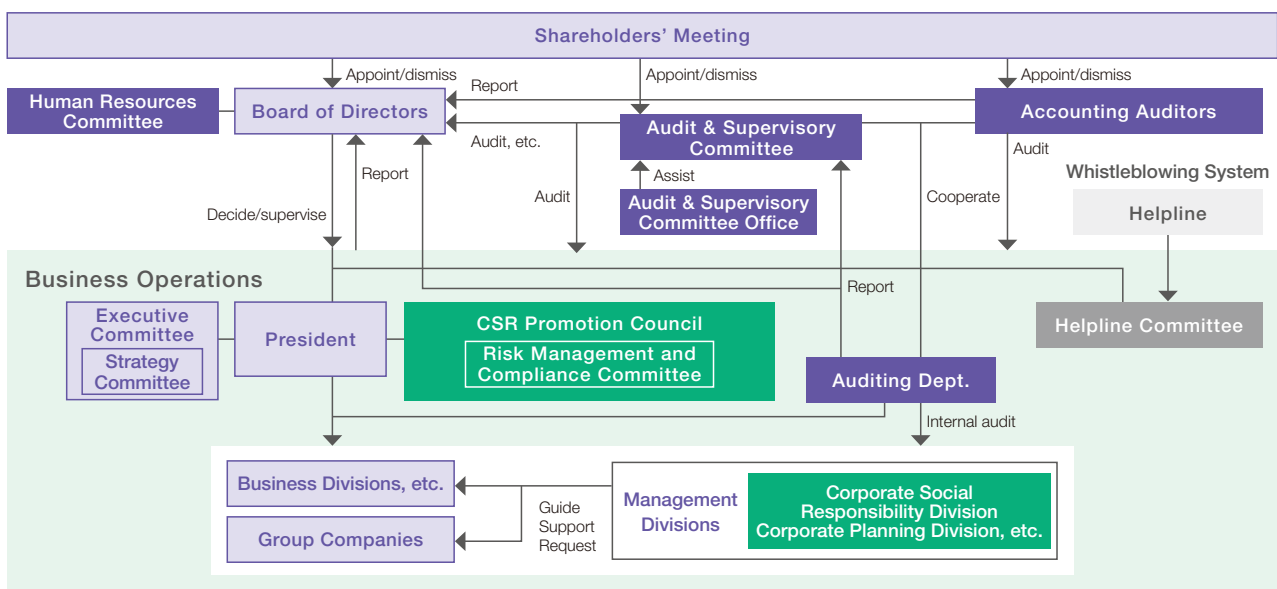 Shareholders' Meeting
Appoint/dismiss
Appoint/dismiss
Appoint/dismiss
Report
Human Resources
Committee
Board of Directors
Accounting Auditors
Audit & Supervisory
Committee
Audit, etc.
Audit
Report
Assist
Whistleblowing System
Audit
Cooperate
Audit & Supervisory
Committee Office
Helpline
Decide/supervise
Business Operations
Report
Executive
Committee
Strategy
Committee
President
CSR Promotion Council
Risk Management and
Compliance Committee
Helpline Committee
Auditing Dept.
Internal audit
Business Divisions, etc.
Group Companies
Guide
Support
Request
Management
Divisions
Corporate Social
Responsibility Division
Corporate Planning Division, etc.